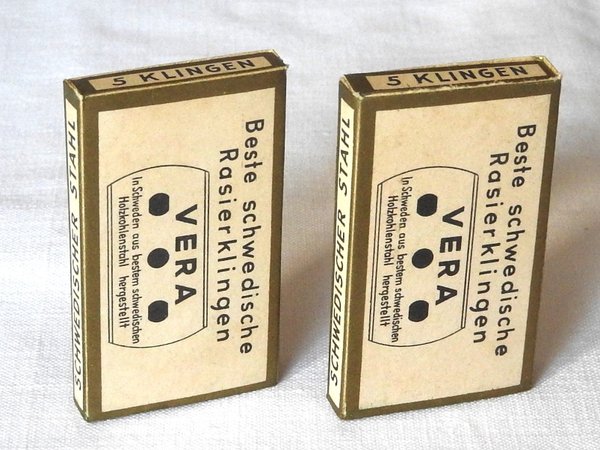 5 KLINGEN
SCHWEDISCHER STAHL
Beste schwedische
Rasierklingen
VERA
In Schweden aus bestem schwedischen
Holzkohlenstahl hergestellt
5 KLINGEN
SCHWEDISCHER STAHL
Beste schwedische
Rasierklingen
VERA
In Schweden aus bestem schwedischen
Holzkohlenstahl hergestellt